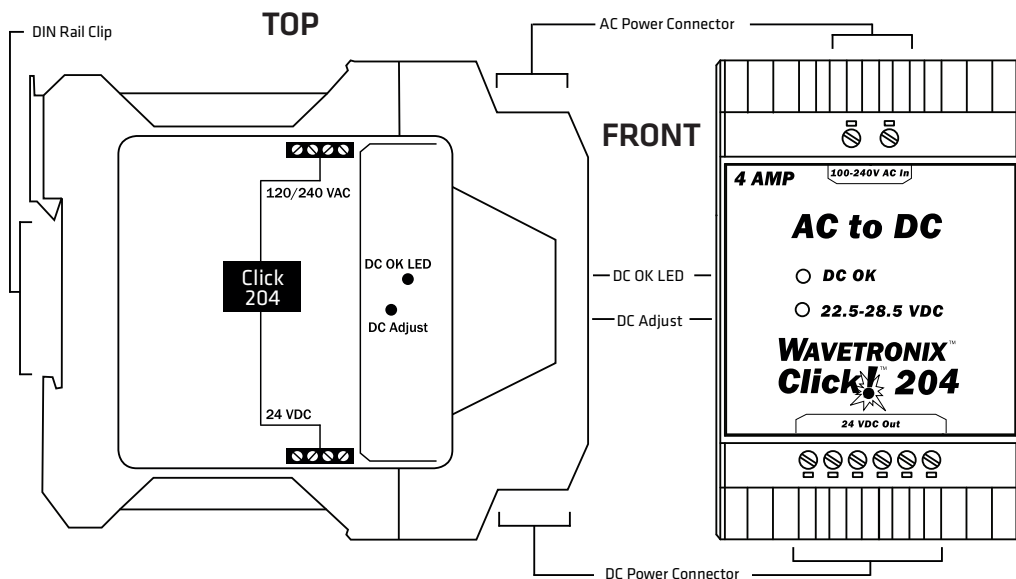 DIN Rail Clip
TOP
AC Power Connector
FRONT
120/240 VAC
Click
204
DC OK LED
DC Adjust
24 VDC
DC OK LED
DC Adjust
4 AMP
100-240V AC In
AC to DC
DC OK
22.5-28.5 VDC
WAVETRONIX™
Click!™ 204
24 VDC Out
DC Power Connector